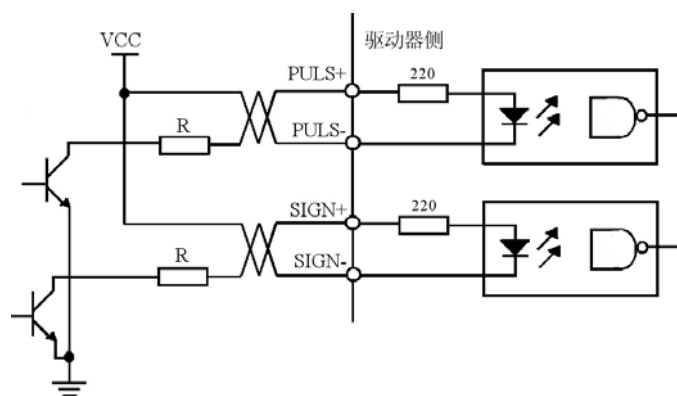 VCC
驱动器侧
PULS+
220
R
PULS-
SIGN+
220
R
SIGN-